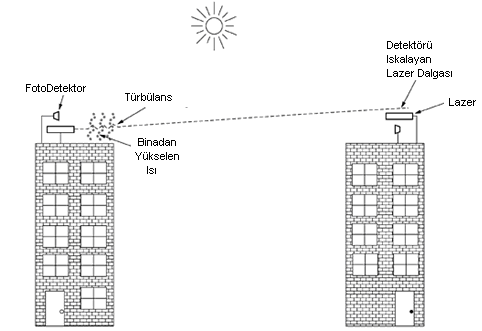 Detektörü
Iskalayan
Lazer Dalgası
FotoDetektor
Türbülans
Lazer
Binadan
Yükselen
Isı